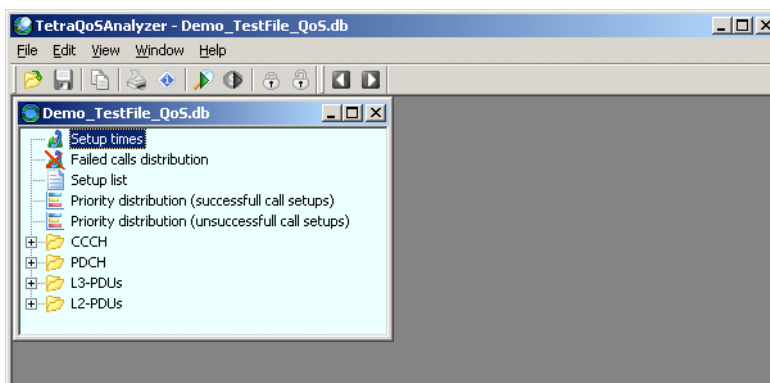 TetraQoSAnalyzer - Demo_TestFile_QoS.db
File Edit View Window Help
Demo_TestFile_QoS.db
Setup times
Failed calls distribution
Setup list
Priority distribution (successfull call setups)
Priority distribution (unsuccessfull call setups)
CCCH
PDCH
L3-PDUs
L2-PDUs